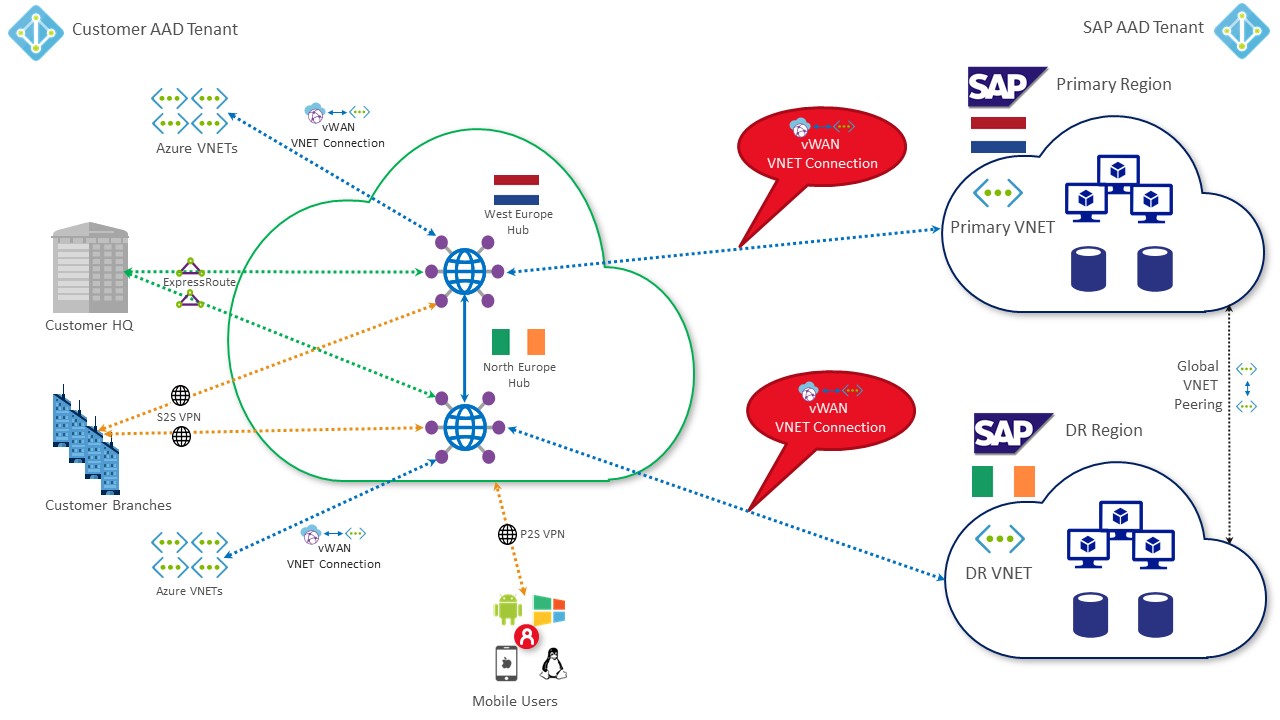 Customer AAD Tenant
SAP AAD Tenant
Azure VNETs
vWAN
VNET Connection
West Europe
Hub
vWAN
VNET Connection
SAP
Primary Region
Primary VNET
Customer HQ
ExpressRoute
North Europe
Hub
Global
VNET
Peering
S2S VPN
Customer Branches
vWAN
VNET Connection
SAP
DR Region
DR VNET
Azure VNETs
vWAN
VNET Connection
P2S VPN
Mobile Users